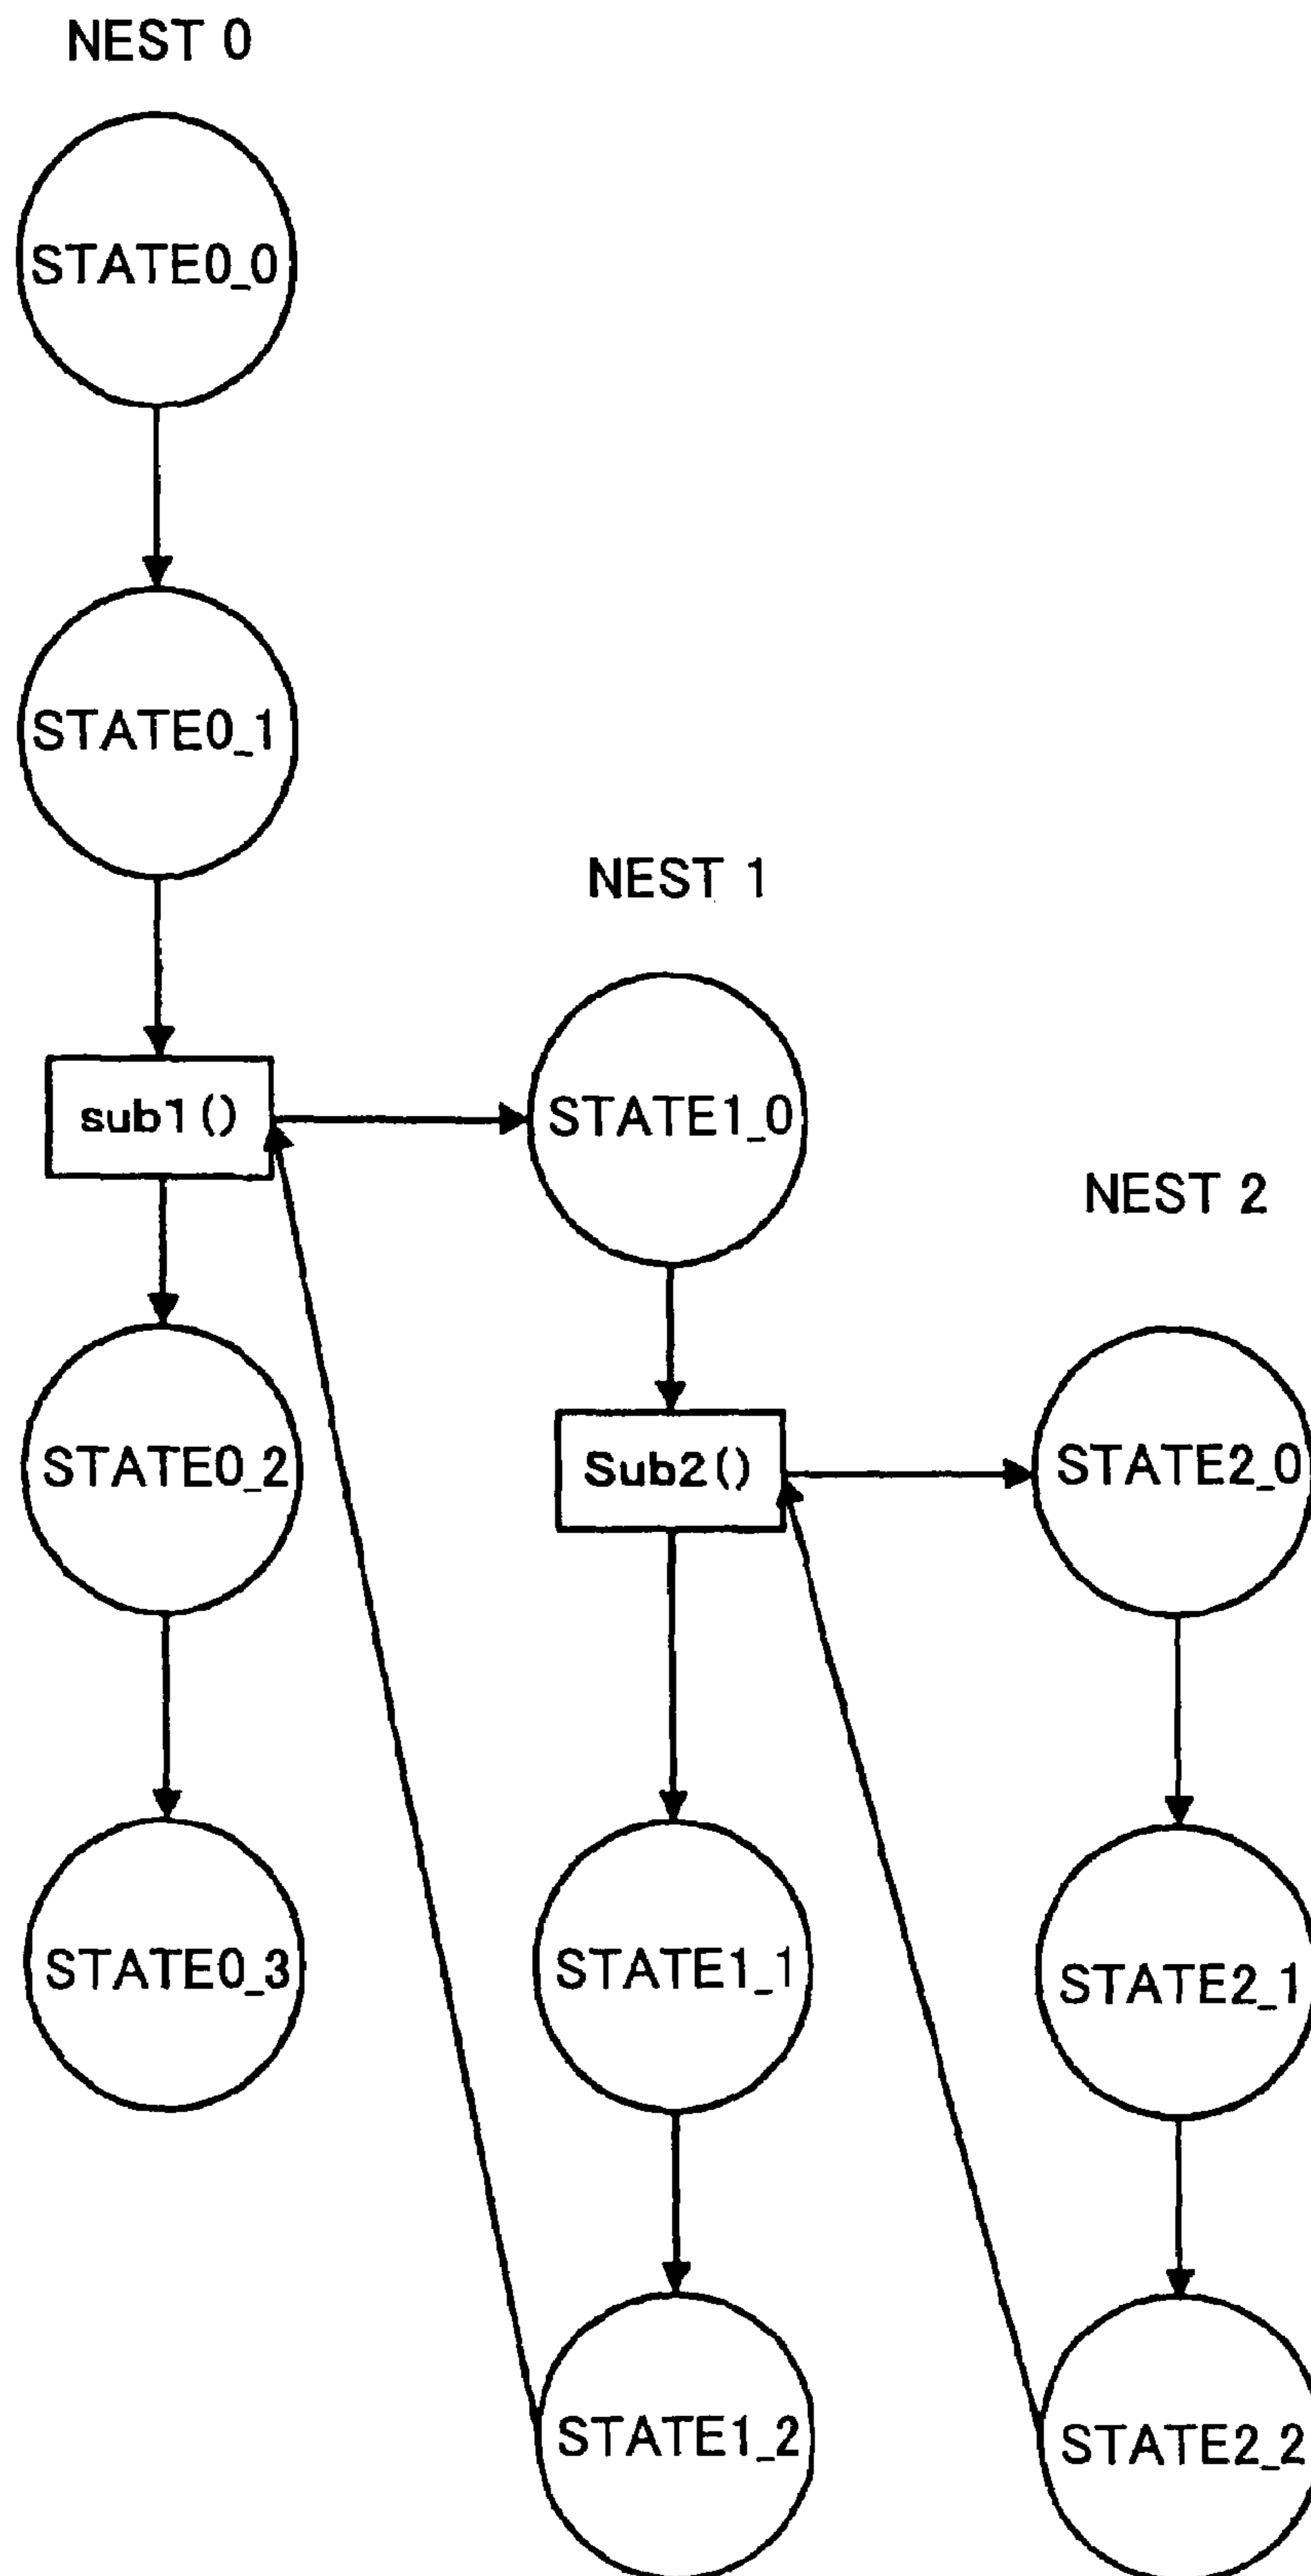 NEST 0
STATE0_0
STATE0_1
NEST 1
sub1()
STATE1_0
NEST 2
STATE0_2
Sub2()
STATE2_0
STATE0_3
STATE1_1
STATE2_1
STATE1_2
STATE2_2